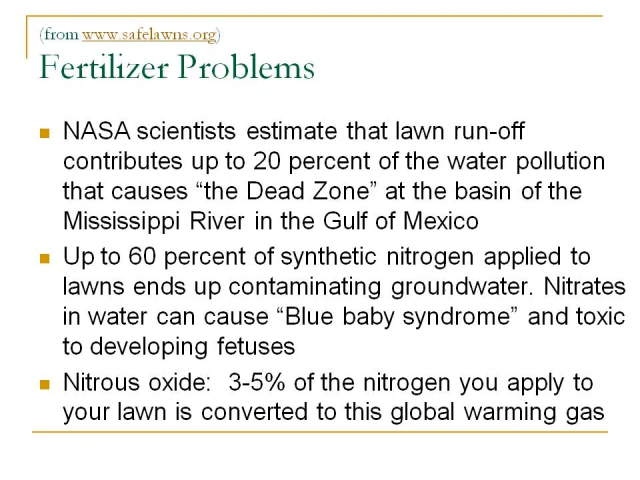 (from www.safelawns.org)
Fertilizer Problems
NASA scientists estimate that lawn run-off
contributes up to 20 percent of the water pollution
that causes “the Dead Zone” at the basin of the
Mississippi River in the Gulf of Mexico
Up to 60 percent of synthetic nitrogen applied to
lawns ends up contaminating groundwater. Nitrates
in water can cause “Blue baby syndrome” and toxic
to developing fetuses
Nitrous oxide:  3-5% of the nitrogen you apply to
your lawn is converted to this global warming gas